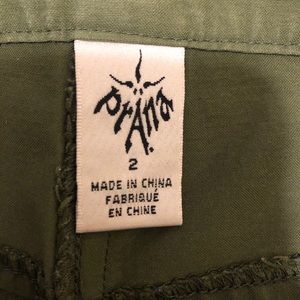 prAna
2
MADE IN CHINA
FABRIQUÉ
EN CHINE